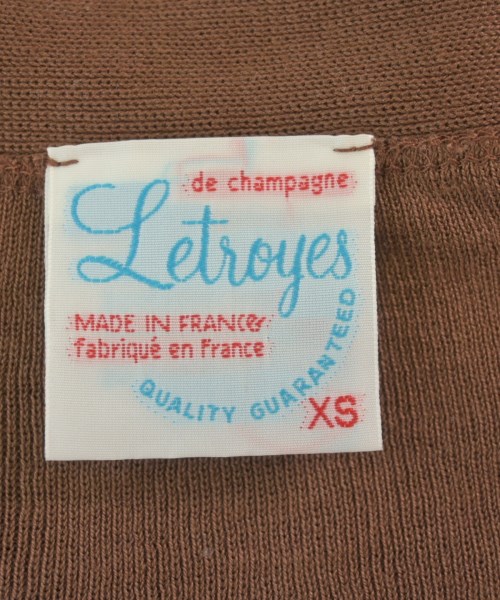 de champagne
Letroyes
MADE IN FRANCE
fabriqué en France
QUALITY GUARANTEED
XS